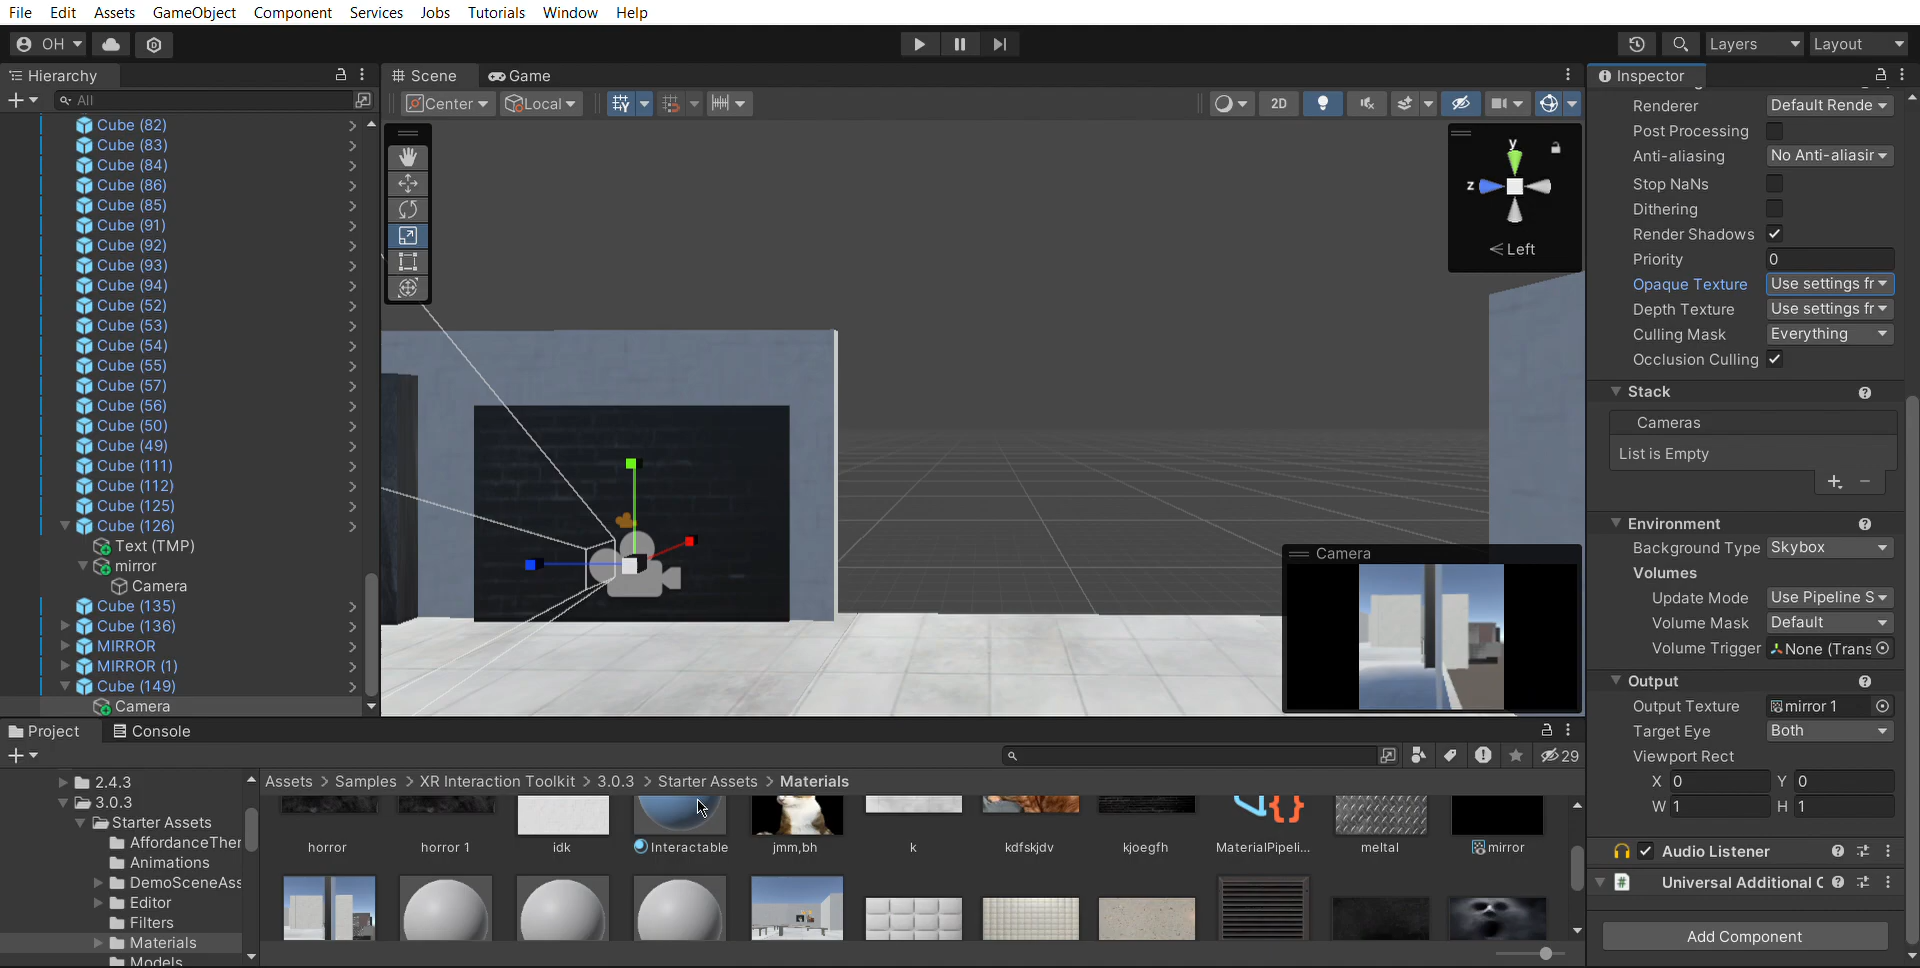 File Edit Assets GameObject Component Services Jobs Tutorials Window Help
OH
Layers
Layout
Hierarchy
All
Cube (82)
Cube (83)
Cube (84)
Cube (86)
Cube (85)
Cube (91)
Cube (92)
Cube (93)
Cube (94)
Cube (52)
Cube (53)
Cube (54)
Cube (55)
Cube (57)
Cube (56)
Cube (50)
Cube (49)
Cube (111)
Cube (112)
Cube (125)
Cube (126)
Text (TMP)
mirror
Camera
Cube (135)
Cube (136)
MIRROR
MIRROR (1)
Cube (149)
Camera
Scene
Game
Center
Local
2D
y
z
Left
Camera
Inspector
Renderer Default Rende
Post Processing
Anti-aliasing No Anti-aliasir
Stop NaNs
Dithering
Render Shadows
Priority 0
Opaque Texture Use settings fr
Depth Texture Use settings fr
Culling Mask Everything
Occlusion Culling
Stack
Cameras
List is Empty
Environment
Background Type Skybox
Volumes
Update Mode Use Pipeline S
Volume Mask Default
Volume Trigger None (Trans
Output
Output Texture mirror 1
Target Eye Both
Viewport Rect
X 0 Y 0
W 1 H 1
Audio Listener
Universal Additional C
Add Component
Project
Console
29
2.4.3
3.0.3
Starter Assets
AffordanceTher
Animations
DemoSceneAss
Editor
Filters
Materials
Models
Assets > Samples > XR Interaction Toolkit > 3.0.3 > Starter Assets > Materials
horror
horror 1
idk
Interactable
jmm,bh
k
kdfskjdv
kjoegfh
MaterialPipeli...
meltal
mirror